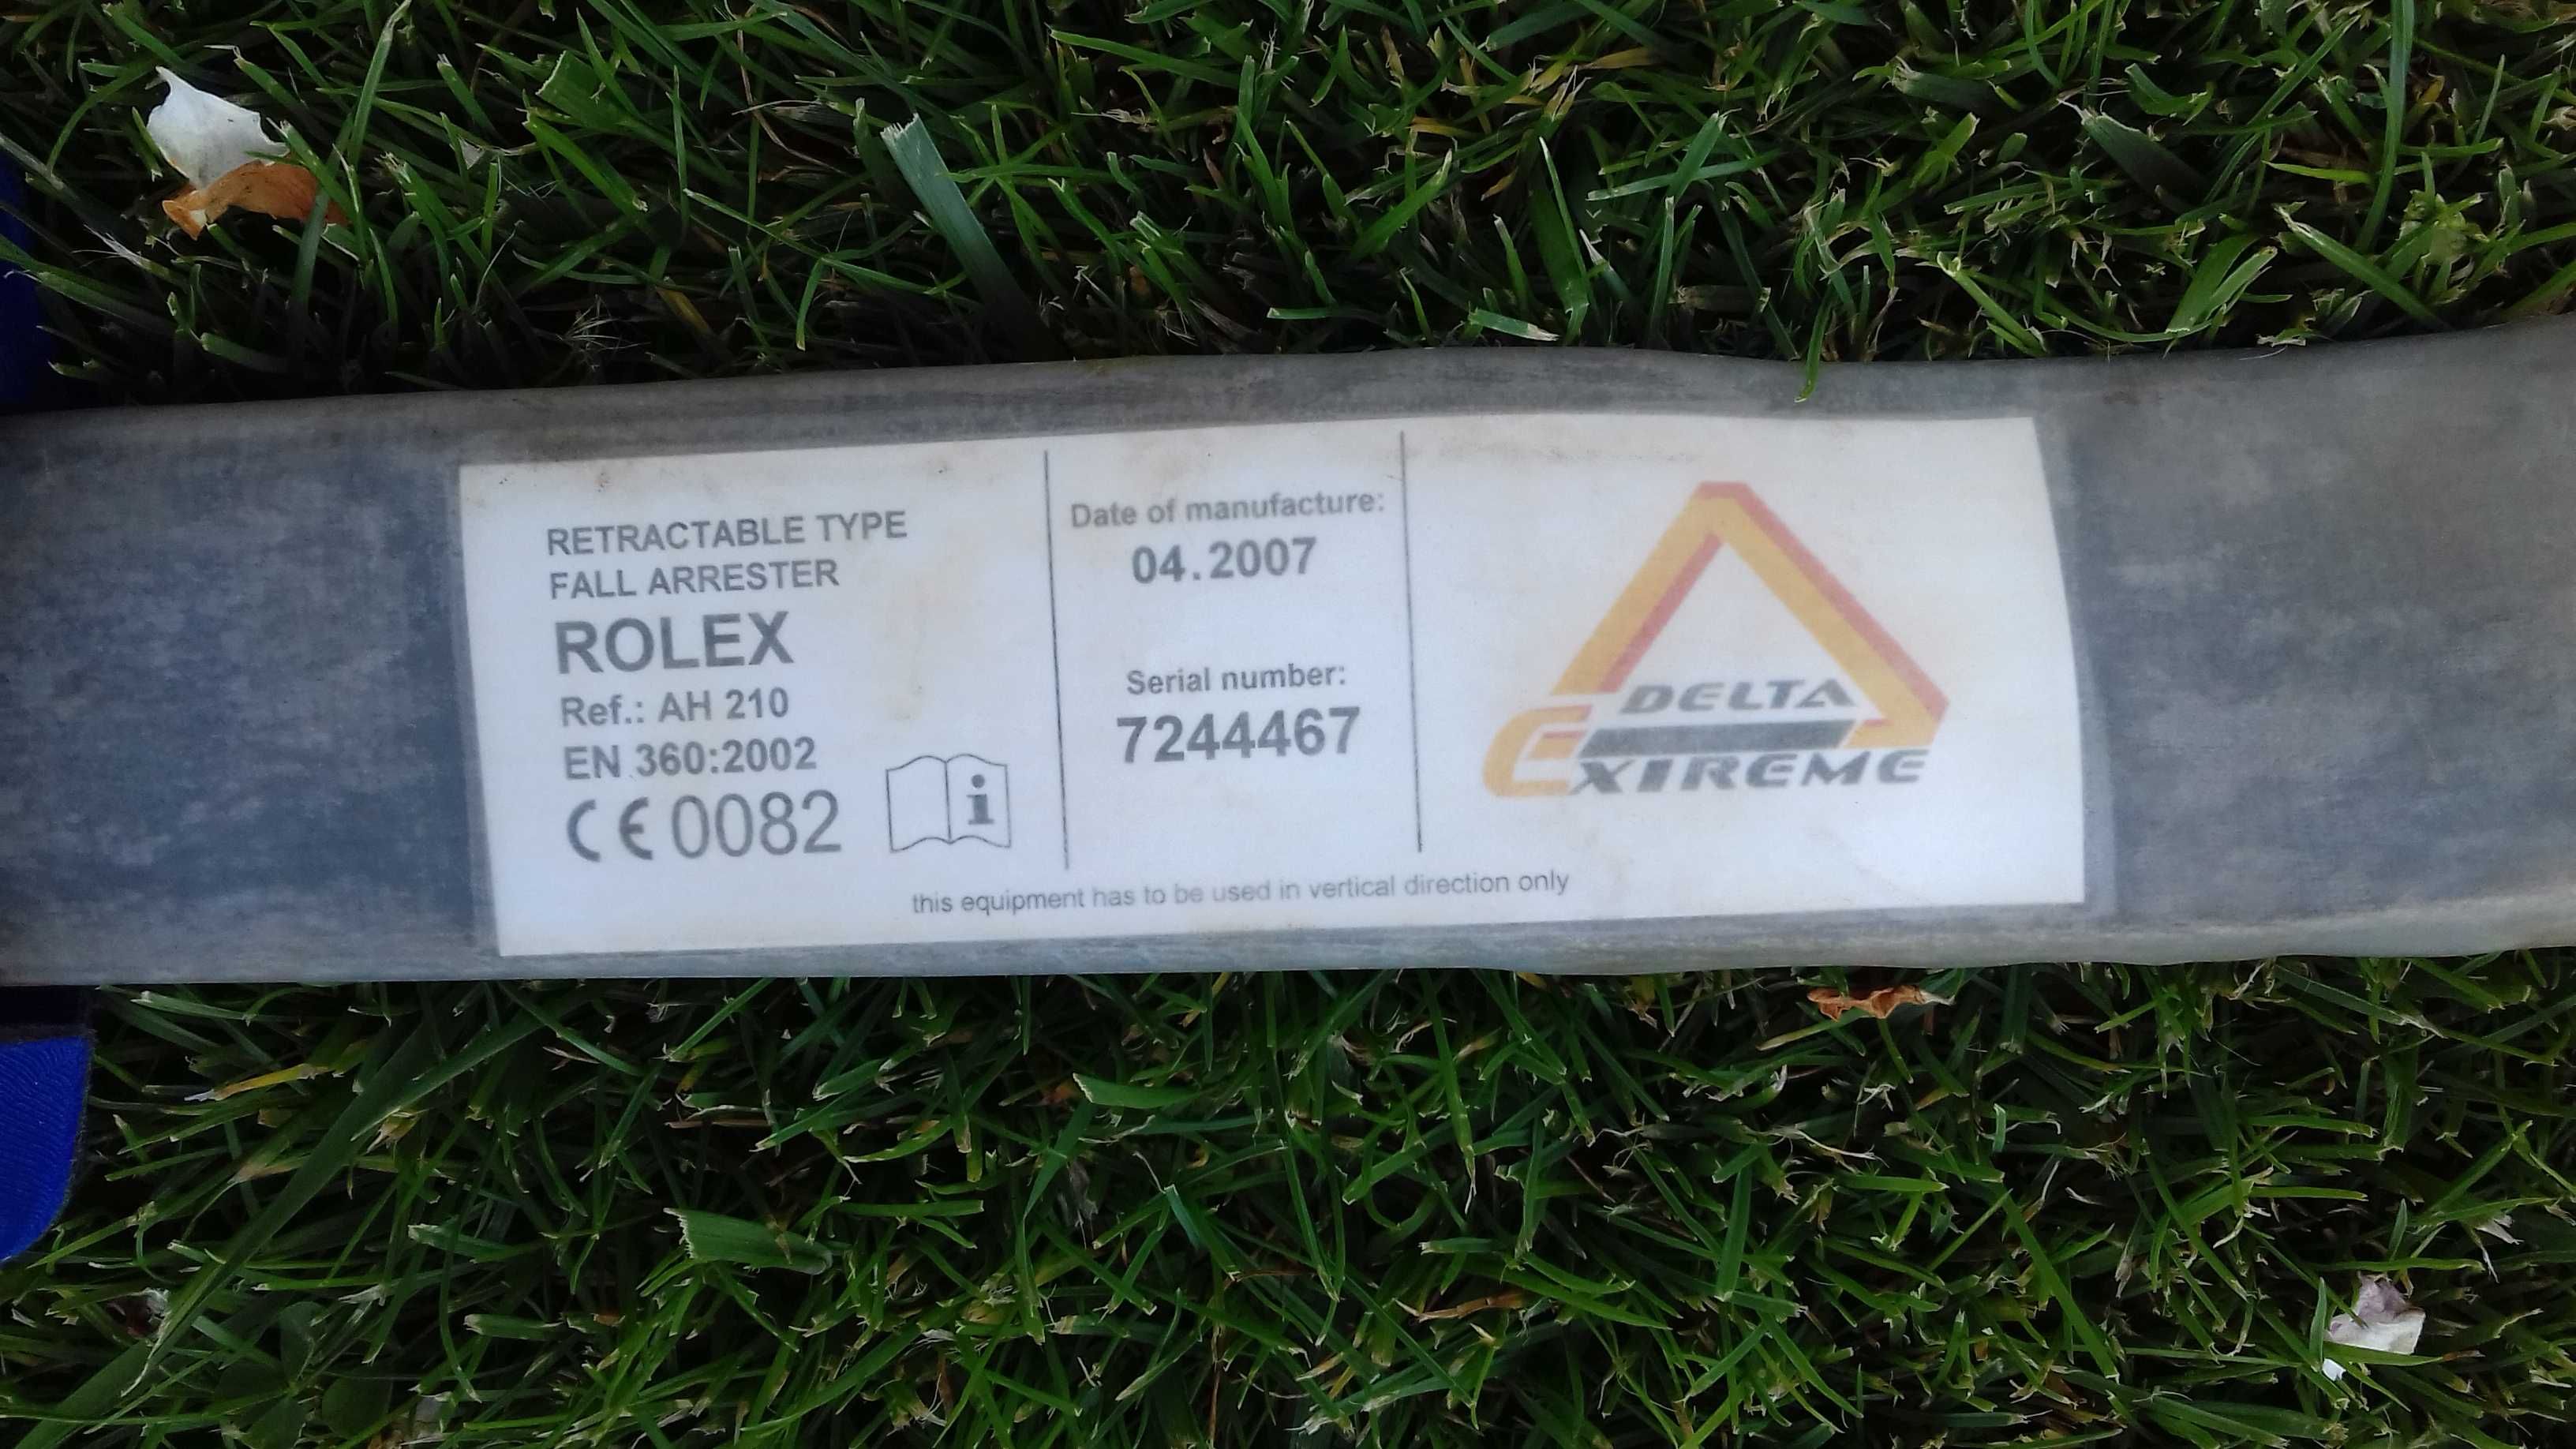 RETRACTABLE TYPE
FALL ARRESTER
ROLEX
Ref.: AH 210
EN 360:2002
CE 0082
i
Date of manufacture:
04.2007
Serial number:
7244467
DELTA
EXTREME
this equipment has to be used in vertical direction only